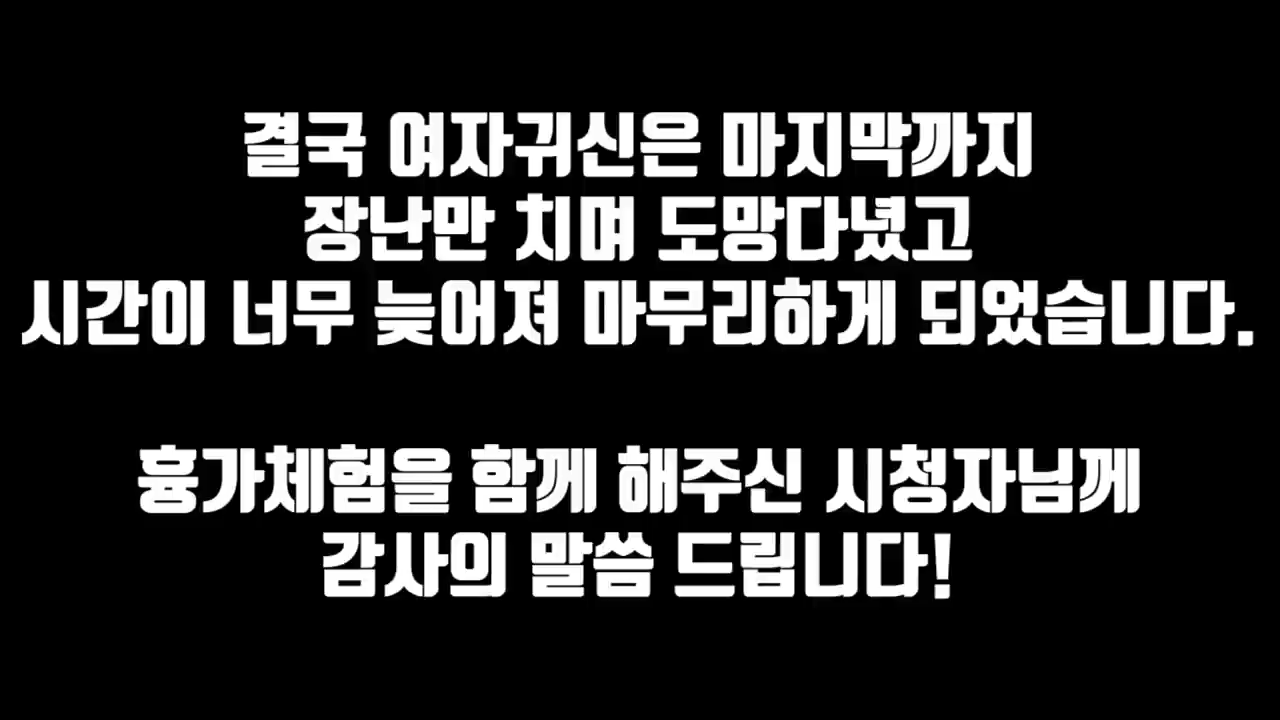 결국 여자귀신은 마지막까지
장난만 치며 도망다녔고
시간이 너무 늦어져 마무리하게 되었습니다.
흉가체험을 함께 해주신 시청자님께
감사의 말씀 드립니다!